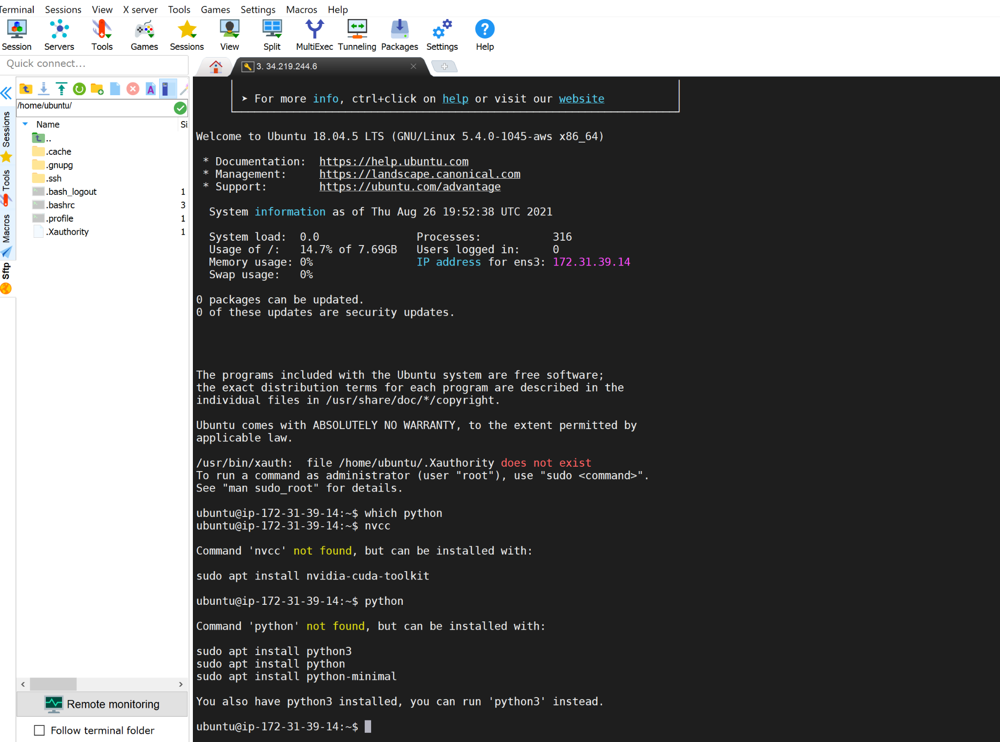 Terminal Sessions View X server Tools Games Settings Macros Help
Session Servers Tools Games Sessions View Split MultiExec Tunneling Packages Settings Help
Quick connect...
3. 34.219.244.6
/home/ubuntu/
Name Si
..
.cache
.gnupg
.ssh
.bash_logout 1
.bashrc 3
.profile 1
.Xauthority 1
Sessions
Tools
Macros
Sftp
Remote monitoring
Follow terminal folder
➤ For more info, ctrl+click on help or visit our website
Welcome to Ubuntu 18.04.5 LTS (GNU/Linux 5.4.0-1045-aws x86_64)
* Documentation:  https://help.ubuntu.com
* Management:     https://landscape.canonical.com
* Support:        https://ubuntu.com/advantage
System information as of Thu Aug 26 19:52:38 UTC 2021
System load:  0.0               Processes:           316
Usage of /:   14.7% of 7.69GB   Users logged in:     0
Memory usage: 0%                IP address for ens3: 172.31.39.14
Swap usage:   0%
0 packages can be updated.
0 of these updates are security updates.
The programs included with the Ubuntu system are free software;
the exact distribution terms for each program are described in the
individual files in /usr/share/doc/*/copyright.
Ubuntu comes with ABSOLUTELY NO WARRANTY, to the extent permitted by
applicable law.
/usr/bin/xauth:  file /home/ubuntu/.Xauthority does not exist
To run a command as administrator (user "root"), use "sudo <command>".
See "man sudo_root" for details.
ubuntu@ip-172-31-39-14:~$ which python
ubuntu@ip-172-31-39-14:~$ nvcc
Command 'nvcc' not found, but can be installed with:
sudo apt install nvidia-cuda-toolkit
ubuntu@ip-172-31-39-14:~$ python
Command 'python' not found, but can be installed with:
sudo apt install python3
sudo apt install python
sudo apt install python-minimal
You also have python3 installed, you can run 'python3' instead.
ubuntu@ip-172-31-39-14:~$